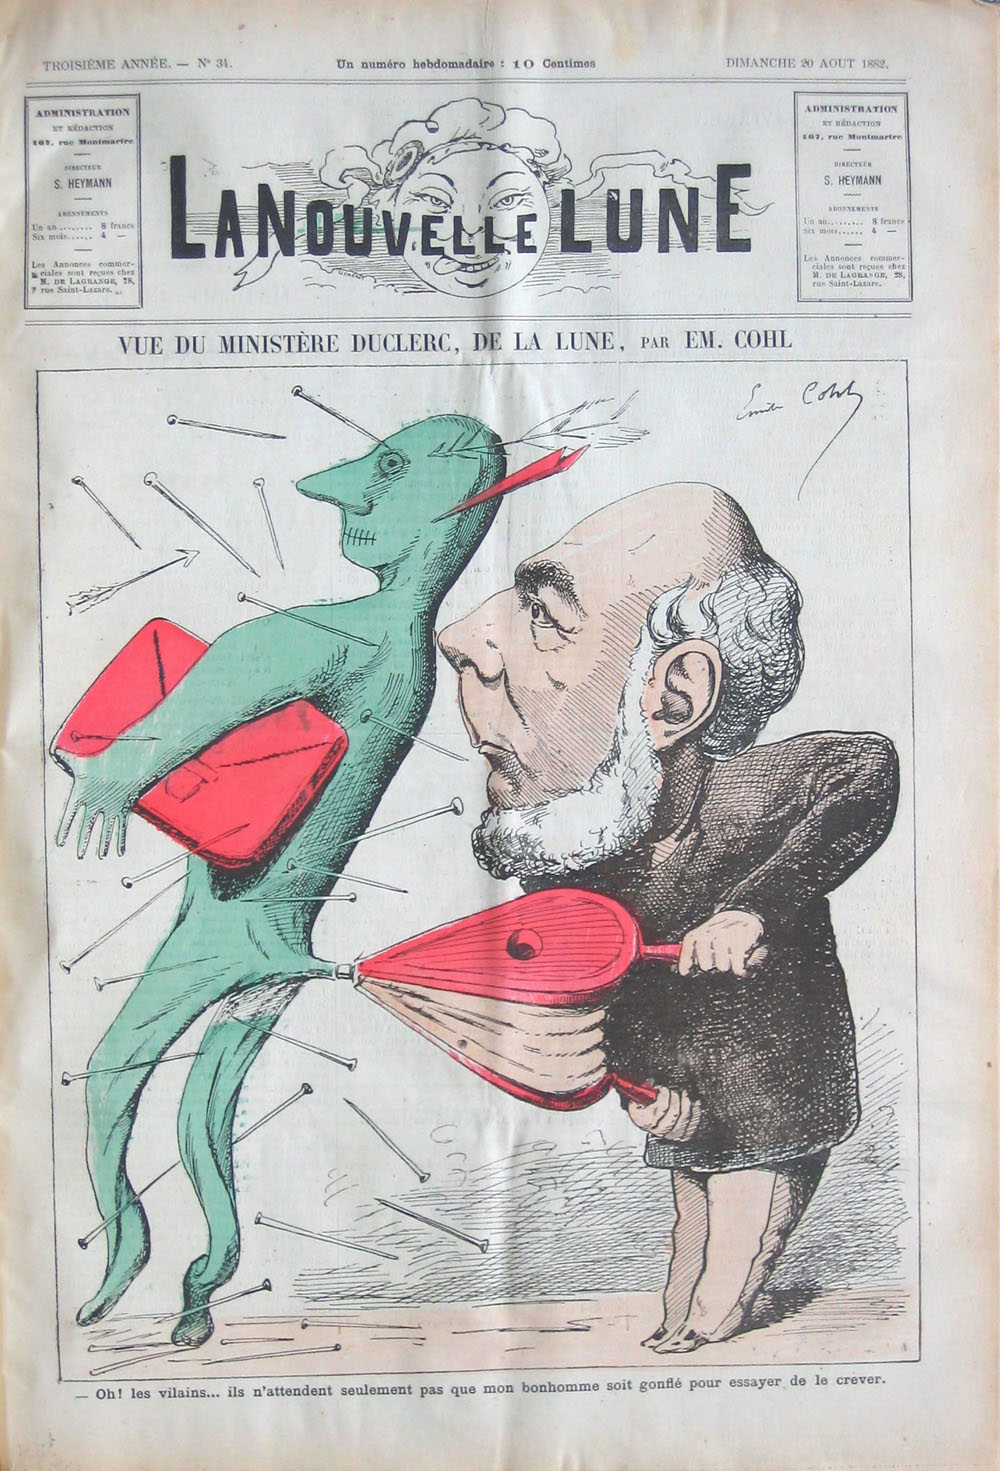 TROISIÈME ANNÉE. — N° 34.
Un numéro hebdomadaire : 10 Centimes
DIMANCHE 20 AOUT 1882.
ADMINISTRATION
ET RÉDACTION
167, rue Montmartre
DIRECTEUR
S. HEYMANN
ABONNEMENTS
Un an........ 8 francs
Six mois...... 4 —
Les Annonces commer-
ciales sont reçues chez
M. DE LAGRANGE, 28,
rue Saint-Lazare.
LA NOUVELLE LUNE
ADMINISTRATION
ET RÉDACTION
167, rue Montmartre
DIRECTEUR
S. HEYMANN
ABONNEMENTS
Un an........ 8 francs
Six mois...... 4 —
Les Annonces commer-
ciales sont reçues chez
M. DE LAGRANGE, 28,
rue Saint-Lazare.
VUE DU MINISTÈRE DUCLERC, DE LA LUNE, PAR EM. COHL
Emile Cohl
— Oh! les vilains... ils n'attendent seulement pas que mon bonhomme soit gonflé pour essayer de le crever.